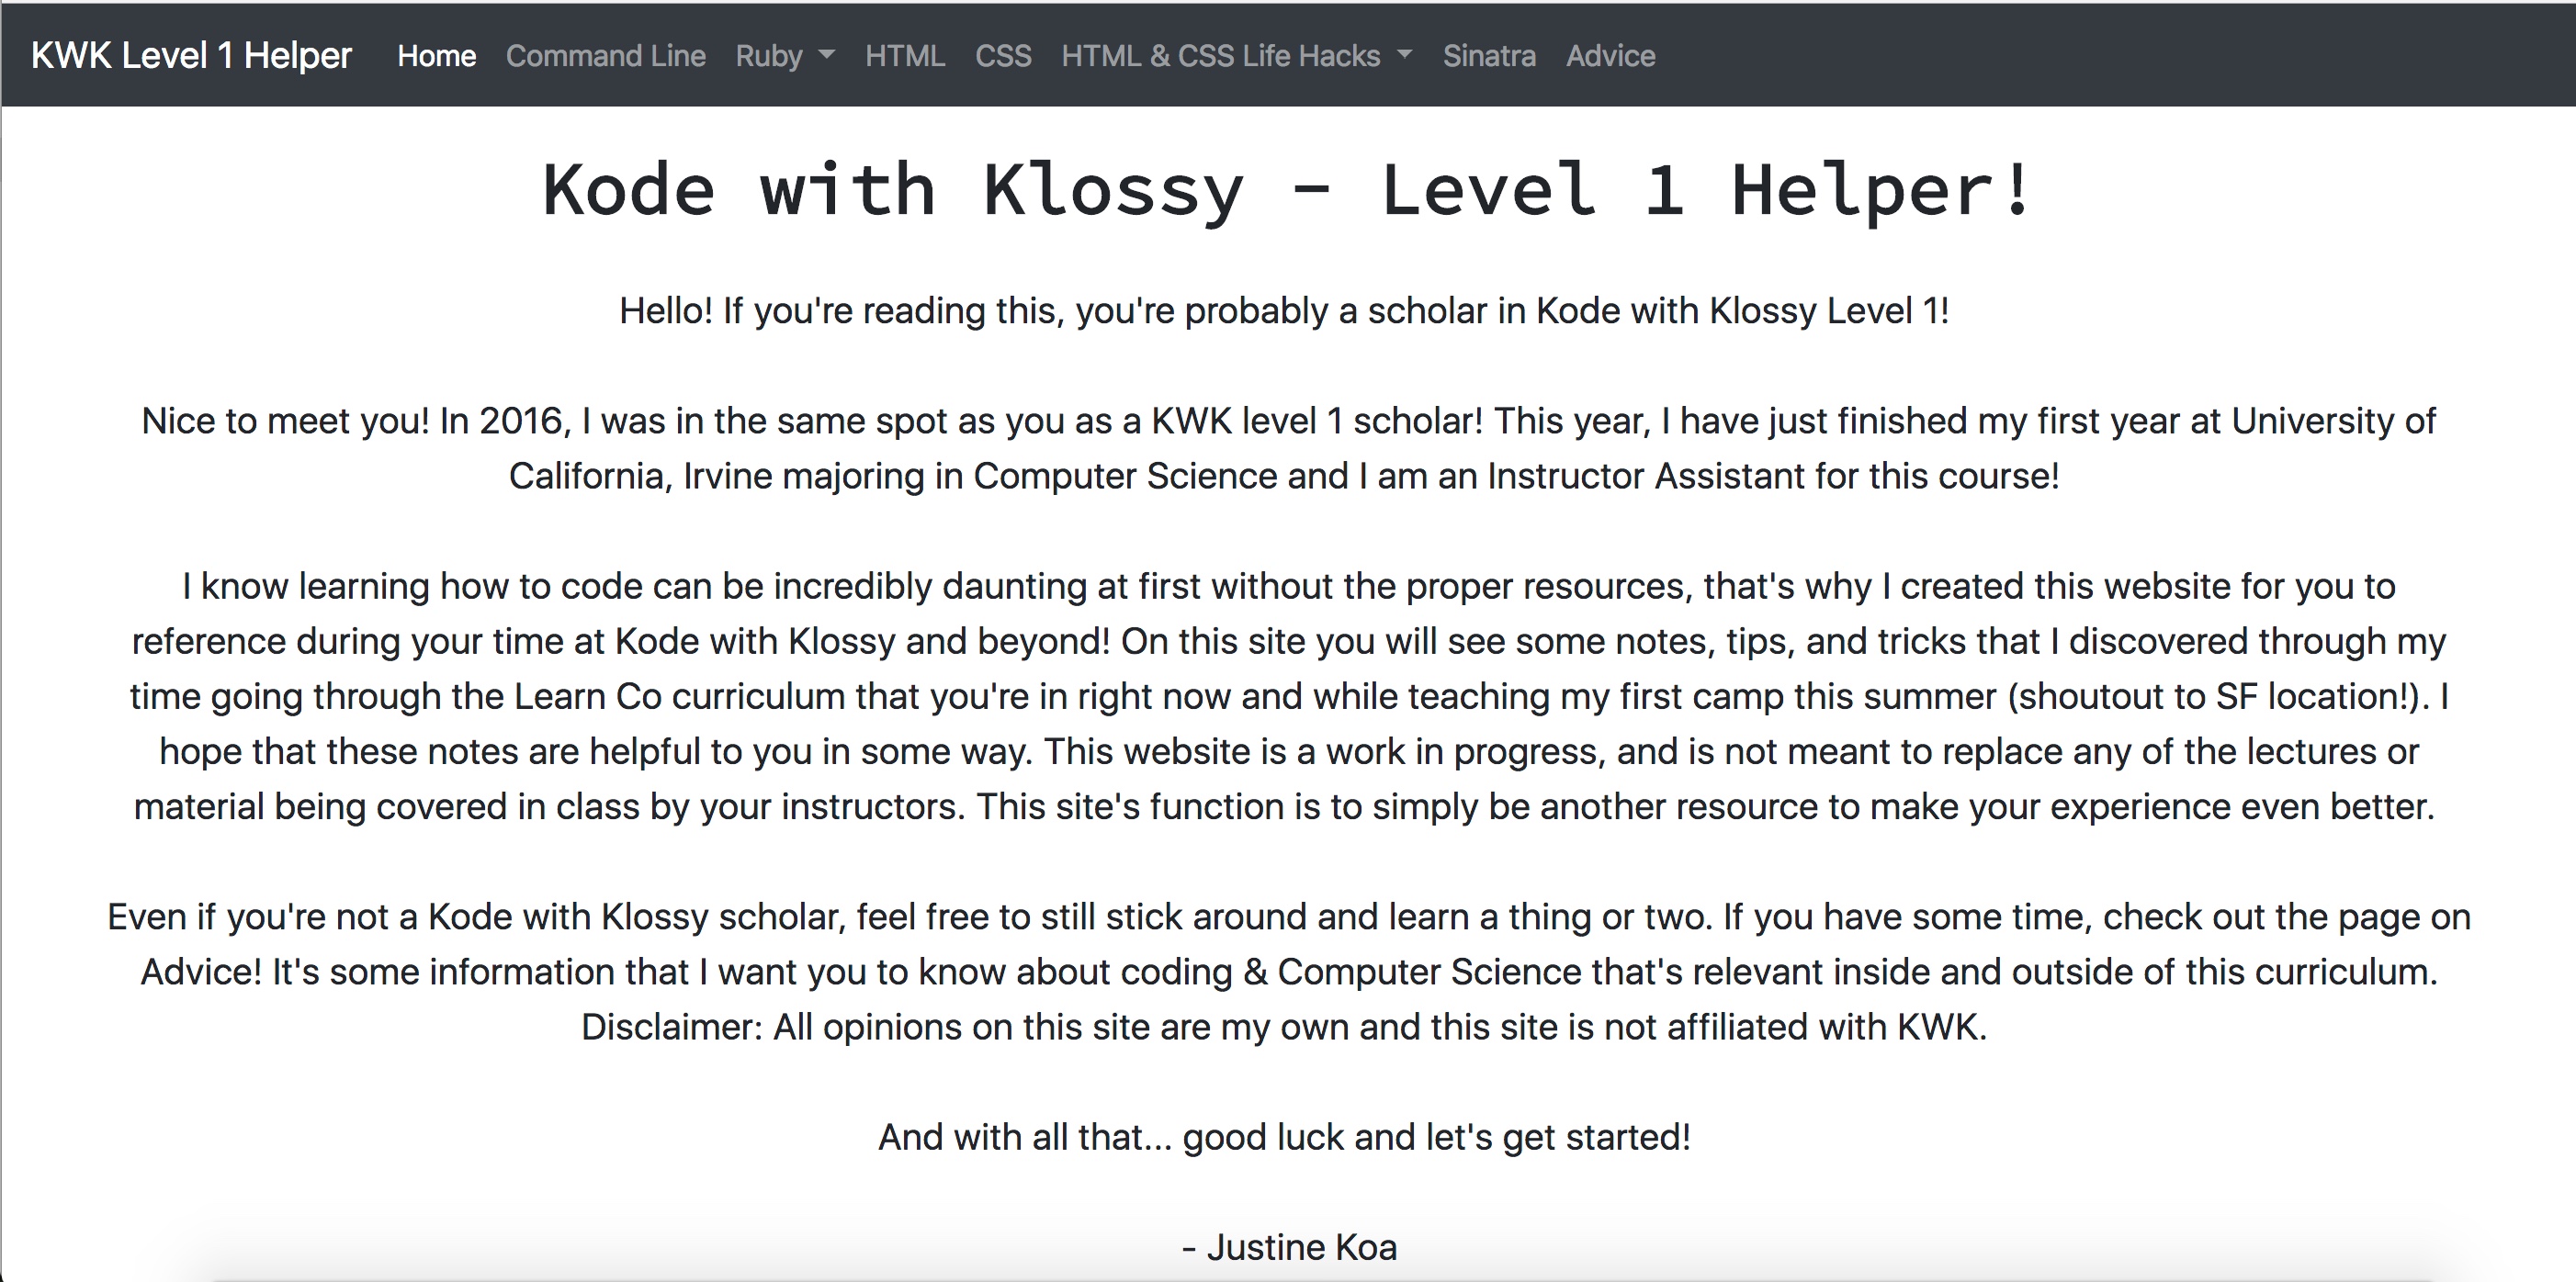 KWK Level 1 Helper Home Command Line Ruby HTML CSS HTML & CSS Life Hacks Sinatra Advice
Kode with Klossy - Level 1 Helper!
Hello! If you're reading this, you're probably a scholar in Kode with Klossy Level 1!
Nice to meet you! In 2016, I was in the same spot as you as a KWK level 1 scholar! This year, I have just finished my first year at University of
California, Irvine majoring in Computer Science and I am an Instructor Assistant for this course!
I know learning how to code can be incredibly daunting at first without the proper resources, that's why I created this website for you to
reference during your time at Kode with Klossy and beyond! On this site you will see some notes, tips, and tricks that I discovered through my
time going through the Learn Co curriculum that you're in right now and while teaching my first camp this summer (shoutout to SF location!). I
hope that these notes are helpful to you in some way. This website is a work in progress, and is not meant to replace any of the lectures or
material being covered in class by your instructors. This site's function is to simply be another resource to make your experience even better.
Even if you're not a Kode with Klossy scholar, feel free to still stick around and learn a thing or two. If you have some time, check out the page on
Advice! It's some information that I want you to know about coding & Computer Science that's relevant inside and outside of this curriculum.
Disclaimer: All opinions on this site are my own and this site is not affiliated with KWK.
And with all that... good luck and let's get started!
- Justine Koa